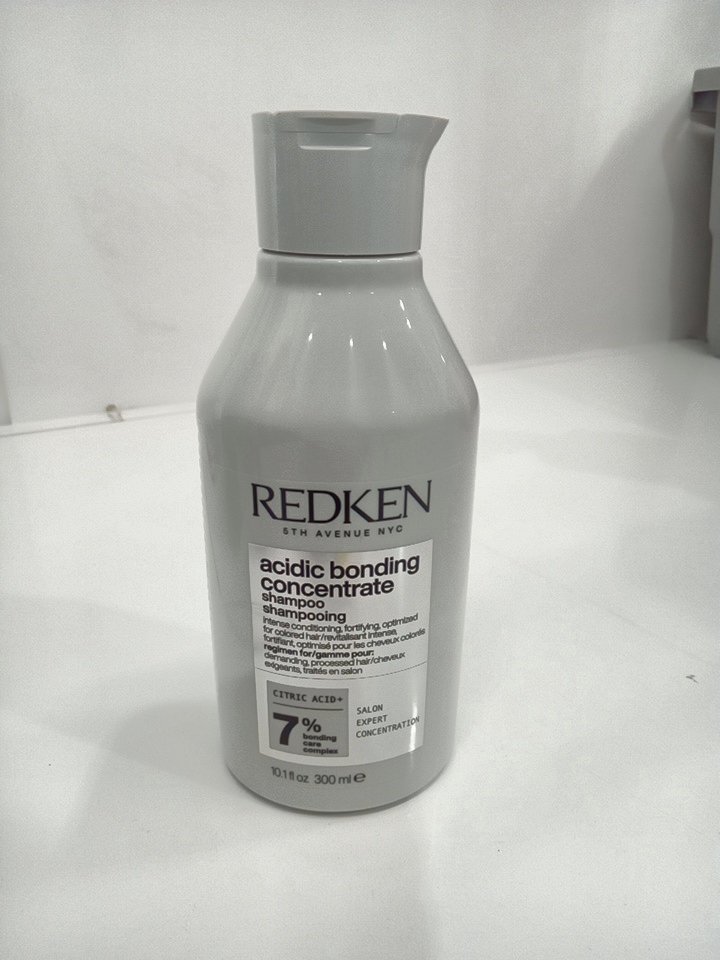 REDKEN
5TH AVENUE NYC
acidic bonding
concentrate
shampoo
shampooing
intense conditioning, fortifying, optimized
for colored hair/revitalisant intense,
fortifiant, optimisé pour les cheveux colorés
regimen for/gamme pour:
demanding, processed hair/cheveux
exigeants, traités en salon
CITRIC ACID+
7%
bonding
care
complex
SALON
EXPERT
CONCENTRATION
10.1 fl oz 300 ml e